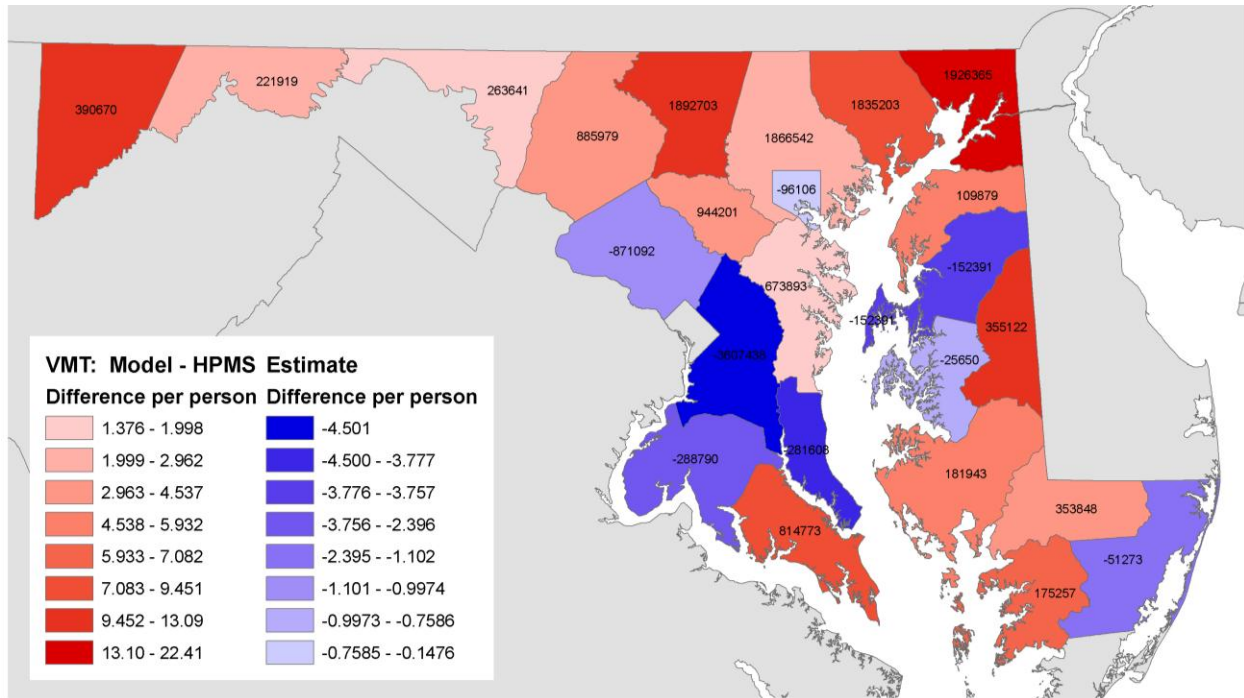 1926365
390670
221919
263641
1892703
1835203
885979
1866542
-96106
109879
944201
-871092
-152391
673893
-152391
355122
-3607435
-25650
-288790
-281608
181943
814773
353848
-51273
175257
VMT: Model - HPMS Estimate
Difference per person Difference per person
1.376 - 1.998 -4.501
1.999 - 2.962 -4.500 - -3.777
2.963 - 4.537 -3.776 - -3.757
4.538 - 5.932 -3.756 - -2.396
5.933 - 7.082 -2.395 - -1.102
7.083 - 9.451 -1.101 - -0.9974
9.452 - 13.09 -0.9973 - -0.7586
13.10 - 22.41 -0.7585 - -0.1476